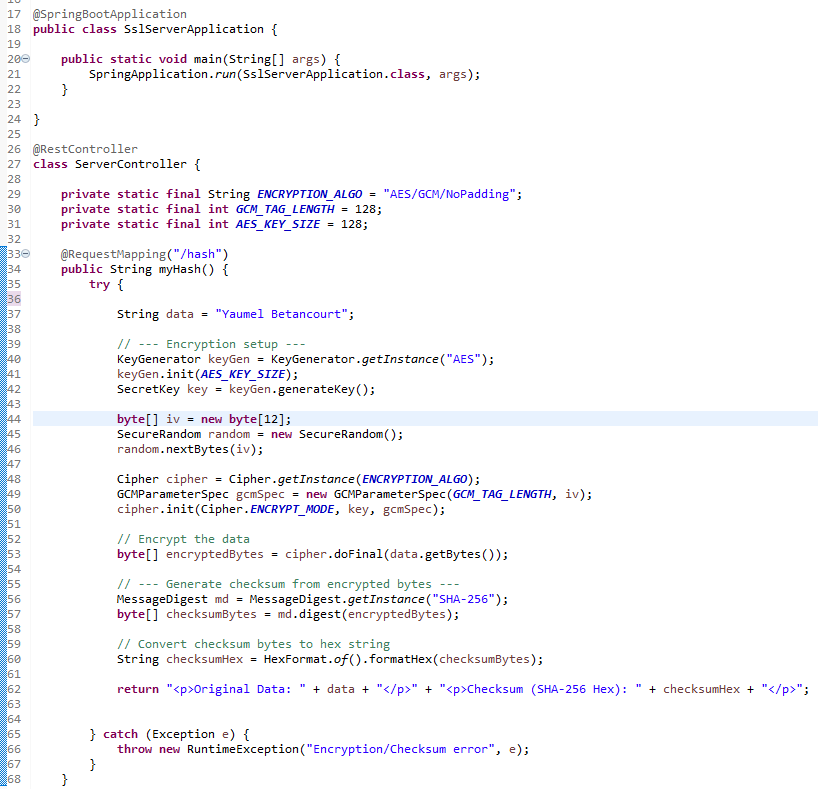 17 @SpringBootApplication
18 public class SslServerApplication {
19
20 public static void main(String[] args) {
21 SpringApplication.run(SslServerApplication.class, args);
22 }
23
24 }
25
26 @RestController
27 class ServerController {
28
29 private static final String ENCRYPTION_ALGO = "AES/GCM/NoPadding";
30 private static final int GCM_TAG_LENGTH = 128;
31 private static final int AES_KEY_SIZE = 128;
32
33 @RequestMapping("/hash")
34 public String myHash() {
35 try {
36
37 String data = "Yaumel Betancourt";
38
39 // --- Encryption setup ---
40 KeyGenerator keyGen = KeyGenerator.getInstance("AES");
41 keyGen.init(AES_KEY_SIZE);
42 SecretKey key = keyGen.generateKey();
43
44 byte[] iv = new byte[12];
45 SecureRandom random = new SecureRandom();
46 random.nextBytes(iv);
47
48 Cipher cipher = Cipher.getInstance(ENCRYPTION_ALGO);
49 GCMParameterSpec gcmSpec = new GCMParameterSpec(GCM_TAG_LENGTH, iv);
50 cipher.init(Cipher.ENCRYPT_MODE, key, gcmSpec);
51
52 // Encrypt the data
53 byte[] encryptedBytes = cipher.doFinal(data.getBytes());
54
55 // --- Generate checksum from encrypted bytes ---
56 MessageDigest md = MessageDigest.getInstance("SHA-256");
57 byte[] checksumBytes = md.digest(encryptedBytes);
58
59 // Convert checksum bytes to hex string
60 String checksumHex = HexFormat.of().formatHex(checksumBytes);
61
62 return "<p>Original Data: " + data + "</p>" + "<p>Checksum (SHA-256 Hex): " + checksumHex + "</p>";
63
64
65 } catch (Exception e) {
66 throw new RuntimeException("Encryption/Checksum error", e);
67 }
68 }